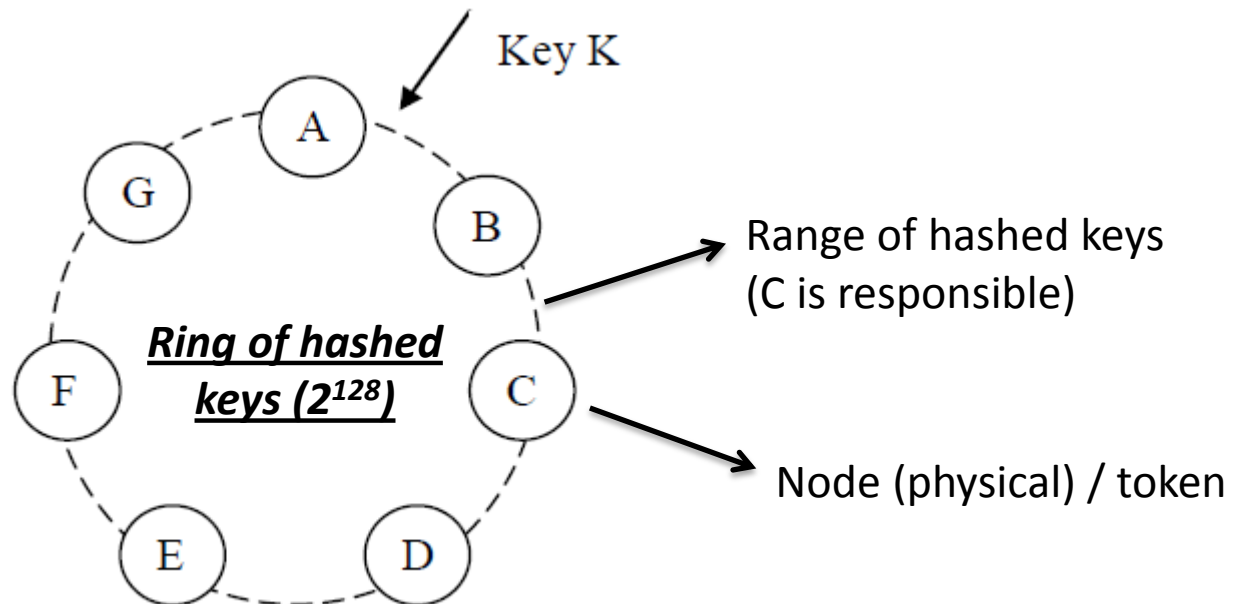 Key K
A
G
B
Range of hashed keys
(C is responsible)
Ring of hashed
keys (2¹²⁸)
F
C
Node (physical) / token
E
D